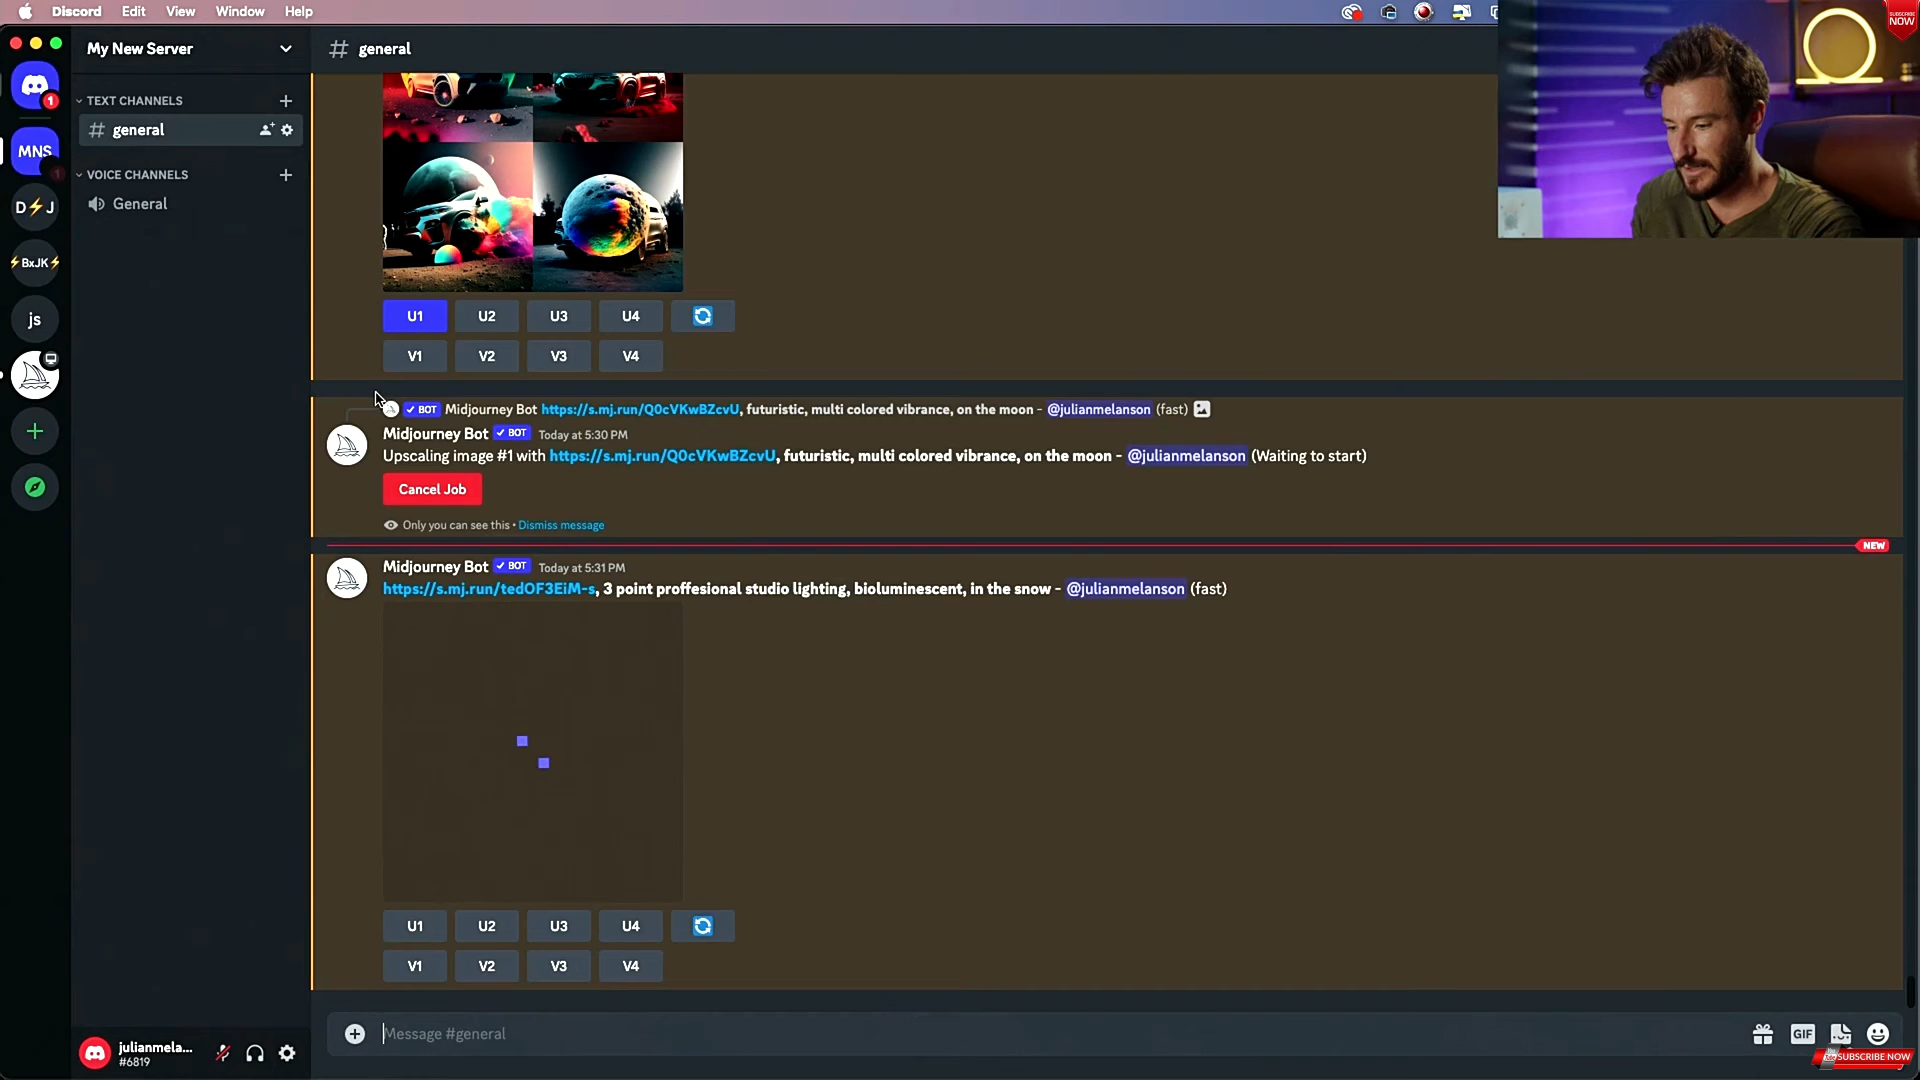 Discord Edit View Window Help
SUBSCRIBE NOW
My New Server
# general
1
TEXT CHANNELS
# general
MNS
1
VOICE CHANNELS
General
D⚡J
⚡BxJK⚡
js
U1 U2 U3 U4
V1 V2 V3 V4
✓ BOT Midjourney Bot https://s.mj.run/Q0cVKwBZcvU, futuristic, multi colored vibrance, on the moon - @julianmelanson (fast)
Midjourney Bot ✓ BOT Today at 5:30 PM
Upscaling image #1 with https://s.mj.run/Q0cVKwBZcvU, futuristic, multi colored vibrance, on the moon - @julianmelanson (Waiting to start)
Cancel Job
Only you can see this • Dismiss message
NEW
Midjourney Bot ✓ BOT Today at 5:31 PM
https://s.mj.run/tedOF3EiM-s, 3 point proffesional studio lighting, bioluminescent, in the snow - @julianmelanson (fast)
U1 U2 U3 U4
V1 V2 V3 V4
Message #general
GIF
julianmela...
#6819
SUBSCRIBE NOW